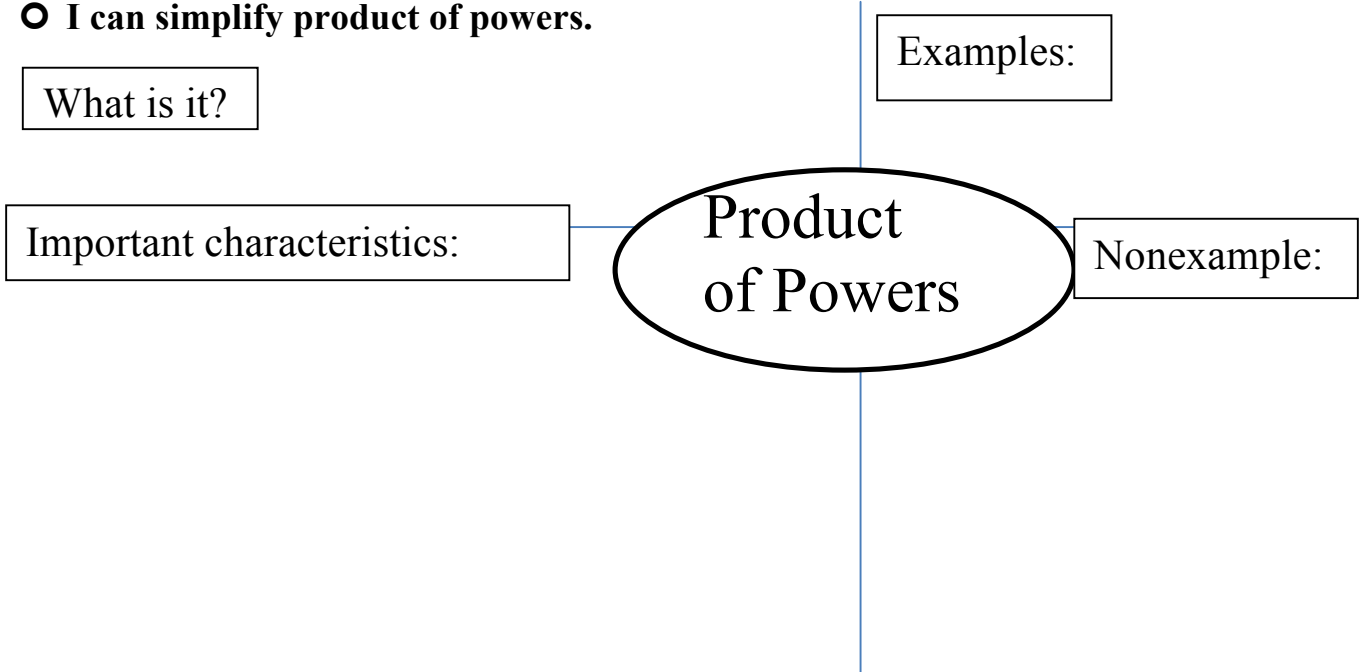 I can simplify product of powers.
What is it?
Important characteristics:
Product
of Powers
Examples:
Nonexample: